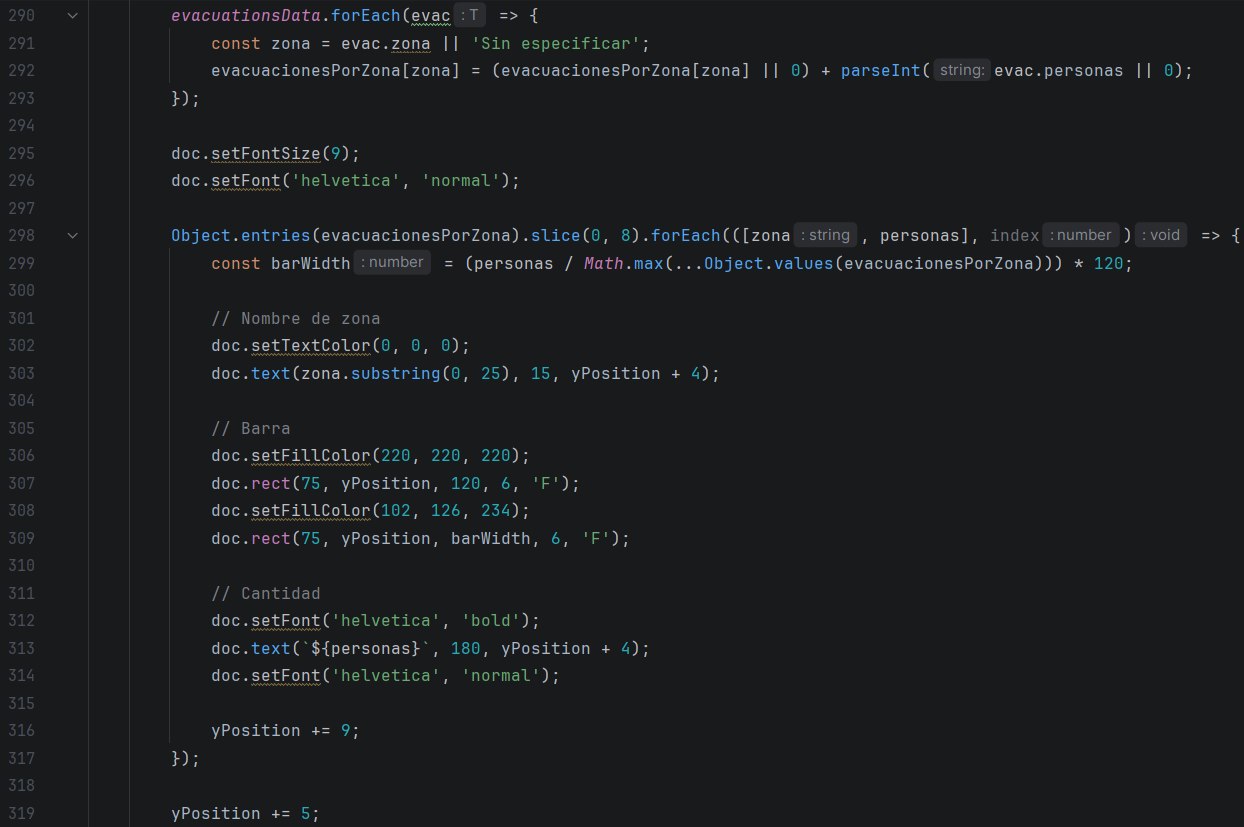 290 evacuationsData.forEach(evac : T => {
291 const zona = evac.zona || 'Sin especificar';
292 evacuacionesPorZona[zona] = (evacuacionesPorZona[zona] || 0) + parseInt( string: evac.personas || 0);
293 });
294
295 doc.setFontSize(9);
296 doc.setFont('helvetica', 'normal');
297
298 Object.entries(evacuacionesPorZona).slice(0, 8).forEach(([zona : string , personas], index : number ) : void => {
299 const barWidth : number = (personas / Math.max(...Object.values(evacuacionesPorZona))) * 120;
300
301 // Nombre de zona
302 doc.setTextColor(0, 0, 0);
303 doc.text(zona.substring(0, 25), 15, yPosition + 4);
304
305 // Barra
306 doc.setFillColor(220, 220, 220);
307 doc.rect(75, yPosition, 120, 6, 'F');
308 doc.setFillColor(102, 126, 234);
309 doc.rect(75, yPosition, barWidth, 6, 'F');
310
311 // Cantidad
312 doc.setFont('helvetica', 'bold');
313 doc.text(`${personas}`, 180, yPosition + 4);
314 doc.setFont('helvetica', 'normal');
315
316 yPosition += 9;
317 });
318
319 yPosition += 5;